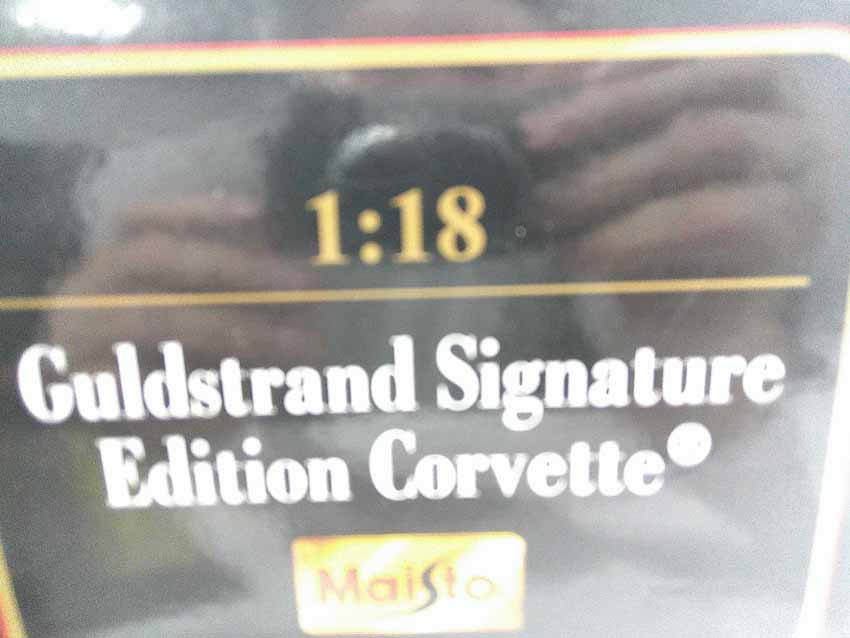 1:18
Guldstrand Signature
Edition Corvette®
Maisto